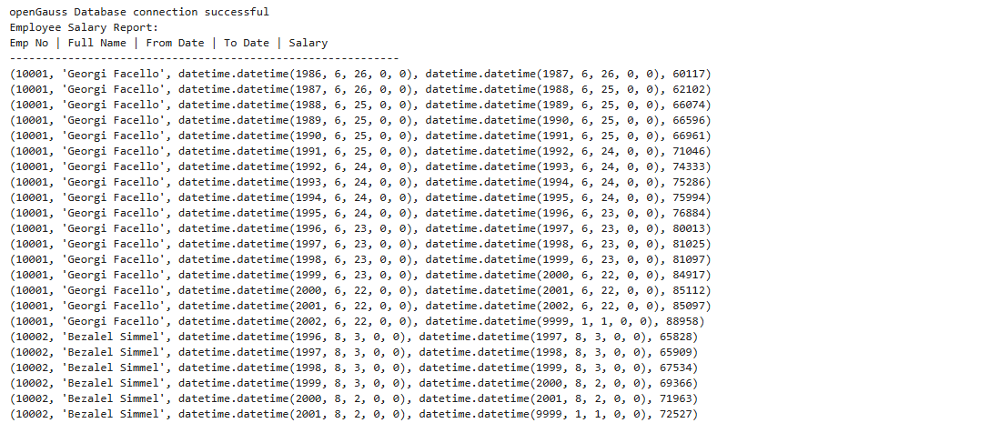 openGauss Database connection successful
Employee Salary Report:
Emp No | Full Name | From Date | To Date | Salary
------------------------------------------------------------
(10001, 'Georgi Facello', datetime.datetime(1986, 6, 26, 0, 0), datetime.datetime(1987, 6, 26, 0, 0), 60117)
(10001, 'Georgi Facello', datetime.datetime(1987, 6, 26, 0, 0), datetime.datetime(1988, 6, 25, 0, 0), 62102)
(10001, 'Georgi Facello', datetime.datetime(1988, 6, 25, 0, 0), datetime.datetime(1989, 6, 25, 0, 0), 66074)
(10001, 'Georgi Facello', datetime.datetime(1989, 6, 25, 0, 0), datetime.datetime(1990, 6, 25, 0, 0), 66596)
(10001, 'Georgi Facello', datetime.datetime(1990, 6, 25, 0, 0), datetime.datetime(1991, 6, 25, 0, 0), 66961)
(10001, 'Georgi Facello', datetime.datetime(1991, 6, 25, 0, 0), datetime.datetime(1992, 6, 24, 0, 0), 71046)
(10001, 'Georgi Facello', datetime.datetime(1992, 6, 24, 0, 0), datetime.datetime(1993, 6, 24, 0, 0), 74333)
(10001, 'Georgi Facello', datetime.datetime(1993, 6, 24, 0, 0), datetime.datetime(1994, 6, 24, 0, 0), 75286)
(10001, 'Georgi Facello', datetime.datetime(1994, 6, 24, 0, 0), datetime.datetime(1995, 6, 24, 0, 0), 75994)
(10001, 'Georgi Facello', datetime.datetime(1995, 6, 24, 0, 0), datetime.datetime(1996, 6, 23, 0, 0), 76884)
(10001, 'Georgi Facello', datetime.datetime(1996, 6, 23, 0, 0), datetime.datetime(1997, 6, 23, 0, 0), 80013)
(10001, 'Georgi Facello', datetime.datetime(1997, 6, 23, 0, 0), datetime.datetime(1998, 6, 23, 0, 0), 81025)
(10001, 'Georgi Facello', datetime.datetime(1998, 6, 23, 0, 0), datetime.datetime(1999, 6, 23, 0, 0), 81097)
(10001, 'Georgi Facello', datetime.datetime(1999, 6, 23, 0, 0), datetime.datetime(2000, 6, 22, 0, 0), 84917)
(10001, 'Georgi Facello', datetime.datetime(2000, 6, 22, 0, 0), datetime.datetime(2001, 6, 22, 0, 0), 85112)
(10001, 'Georgi Facello', datetime.datetime(2001, 6, 22, 0, 0), datetime.datetime(2002, 6, 22, 0, 0), 85097)
(10001, 'Georgi Facello', datetime.datetime(2002, 6, 22, 0, 0), datetime.datetime(9999, 1, 1, 0, 0), 88958)
(10002, 'Bezalel Simmel', datetime.datetime(1996, 8, 3, 0, 0), datetime.datetime(1997, 8, 3, 0, 0), 65828)
(10002, 'Bezalel Simmel', datetime.datetime(1997, 8, 3, 0, 0), datetime.datetime(1998, 8, 3, 0, 0), 65909)
(10002, 'Bezalel Simmel', datetime.datetime(1998, 8, 3, 0, 0), datetime.datetime(1999, 8, 3, 0, 0), 67534)
(10002, 'Bezalel Simmel', datetime.datetime(1999, 8, 3, 0, 0), datetime.datetime(2000, 8, 2, 0, 0), 69366)
(10002, 'Bezalel Simmel', datetime.datetime(2000, 8, 2, 0, 0), datetime.datetime(2001, 8, 2, 0, 0), 71963)
(10002, 'Bezalel Simmel', datetime.datetime(2001, 8, 2, 0, 0), datetime.datetime(9999, 1, 1, 0, 0), 72527)